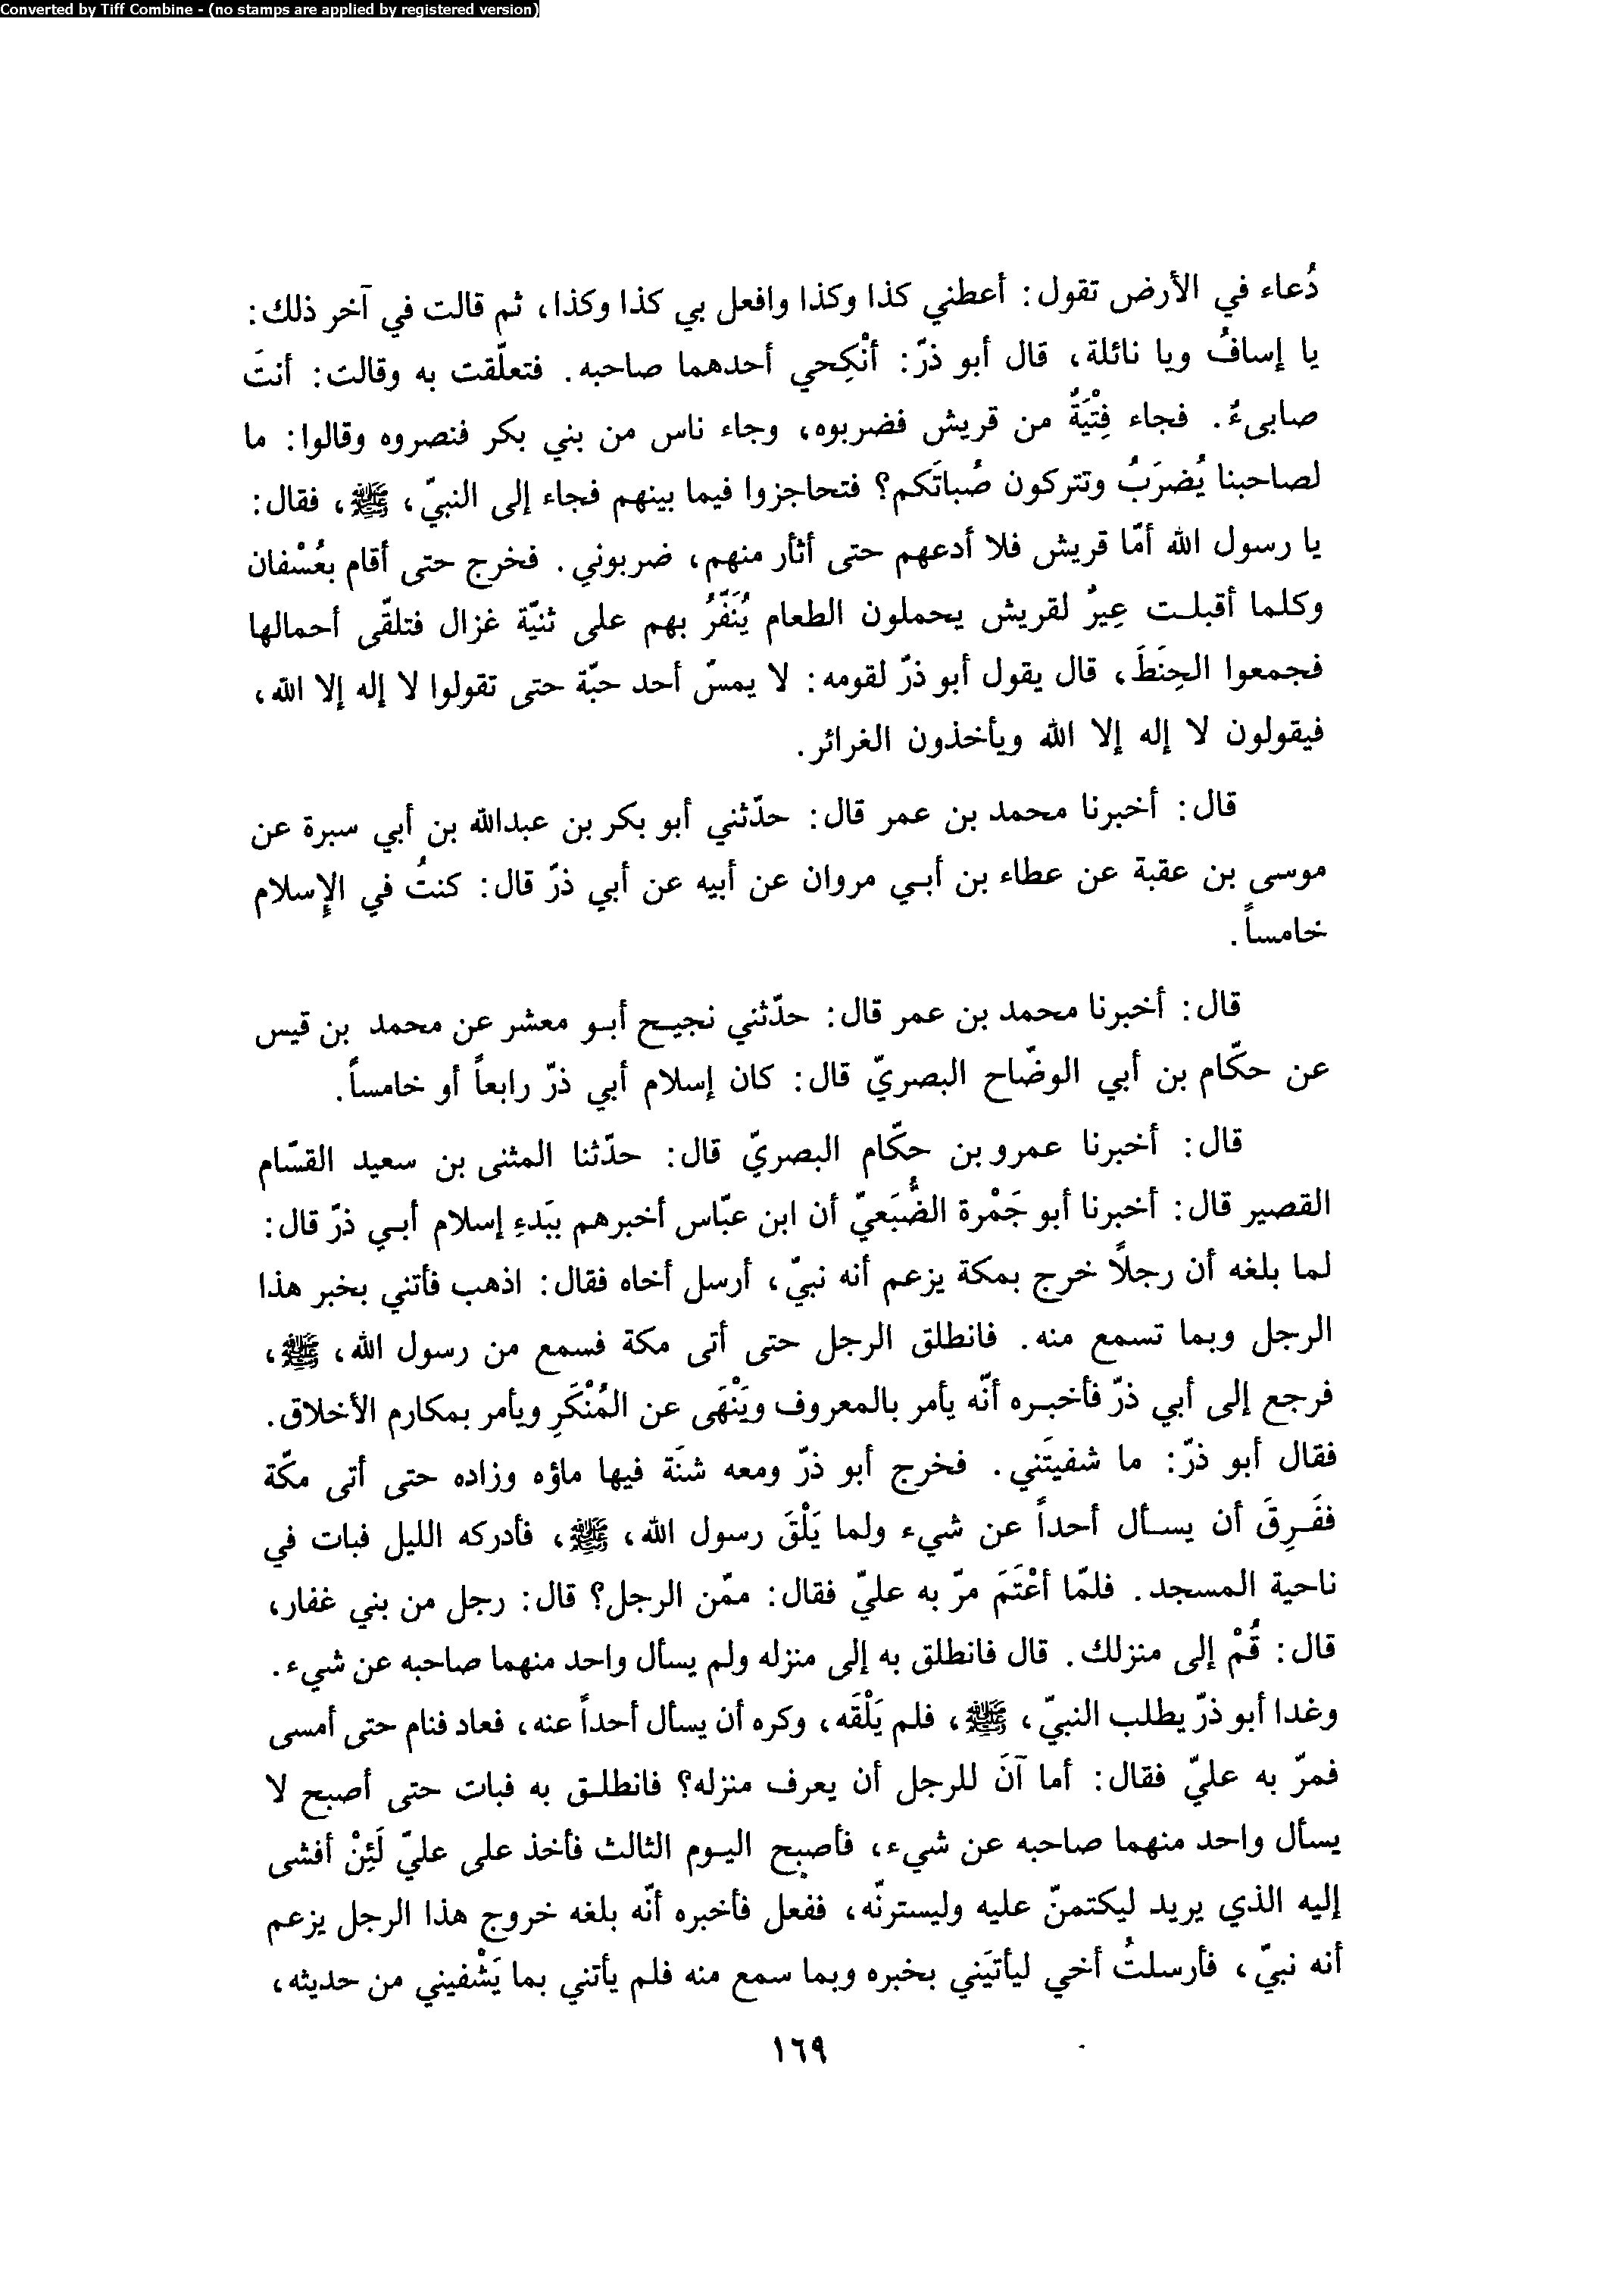 Converted by Tiff Combine - (no stamps are applied by registered version)
دُعاء في الأرض تقول: أعطني كذا وكذا وافعل بي كذا وكذا، ثم قالت في آخر ذلك:
يا إسافُ ويا نائلة، قال أبو ذرّ: أنْكِحي أحدهما صاحبه. فتعلّقت به وقالت: أنتَ
صابىءٌ. فجاء فِتْيَةٌ من قريش فضربوه، وجاء ناس من بني بكر فنصروه وقالوا: ما
لصاحبنا يُضرَبُ وتتركون صُباتَكم؟ فتحاجزوا فيما بينهم فجاء إلى النبيّ، ﷺ، فقال:
يا رسول الله أمّا قريش فلا أدعهم حتى أثأر منهم، ضربوني. فخرج حتى أقام بعُسْفان
وكلما أقبلت عِيرٌ لقريش يحملون الطعام يُنَفِّرُ بهم على ثنيّة غزال فتلقّى أحمالها
فجمعوا الحِنَطَ، قال يقول أبو ذرّ لقومه: لا يمسّ أحد حبّة حتى تقولوا لا إله إلا الله،
فيقولون لا إله إلا الله ويأخذون الغرائر.
قال: أخبرنا محمد بن عمر قال: حدّثني أبو بكر بن عبدالله بن أبي سبرة عن
موسى بن عقبة عن عطاء بن أبي مروان عن أبيه عن أبي ذرّ قال: كنتُ في الإسلام
خامساً.
قال: أخبرنا محمد بن عمر قال: حدّثني نجيح أبو معشر عن محمد بن قيس
عن حكّام بن أبي الوضّاح البصريّ قال: كان إسلام أبي ذرّ رابعاً أو خامساً.
قال: أخبرنا عمرو بن حكّام البصريّ قال: حدّثنا المثنى بن سعيد القسّام
القصير قال: أخبرنا أبو جَمْرة الضُّبَعيّ أن ابن عبّاس أخبرهم ببَدءِ إسلام أبي ذرّ قال:
لما بلغه أن رجلاً خرج بمكة يزعم أنه نبيّ، أرسل أخاه فقال: اذهب فأتني بخبر هذا
الرجل وبما تسمع منه. فانطلق الرجل حتى أتى مكة فسمع من رسول الله، ﷺ،
فرجع إلى أبي ذرّ فأخبره أنّه يأمر بالمعروف ويَنْهَى عن المُنْكَرِ ويأمر بمكارم الأخلاق.
فقال أبو ذرّ: ما شفيتَني. فخرج أبو ذرّ ومعه شنَة فيها ماؤه وزاده حتى أتى مكّة
ففَرِقَ أن يسأل أحداً عن شيء ولما يَلْقَ رسول الله، ﷺ، فأدركه الليل فبات في
ناحية المسجد. فلمّا أعْتَمَ مرّ به عليّ فقال: ممّن الرجل؟ قال: رجل من بني غفار،
قال: قُمْ إلى منزلك. قال فانطلق به إلى منزله ولم يسأل واحد منهما صاحبه عن شيء.
وغدا أبو ذرّ يطلب النبيّ، ﷺ، فلم يَلْقَه، وكره أن يسأل أحداً عنه، فعاد فنام حتى أمسى
فمرّ به عليّ فقال: أما آنَ للرجل أن يعرف منزله؟ فانطلق به فبات حتى أصبح لا
يسأل واحد منهما صاحبه عن شيء، فأصبح اليوم الثالث فأخذ على عليّ لَئِنْ أفشى
إليه الذي يريد ليكتمنّ عليه وليسترنّه، ففعل فأخبره أنّه بلغه خروج هذا الرجل يزعم
أنه نبيّ، فأرسلتُ أخي ليأتيَني بخبره وبما سمع منه فلم يأتني بما يَشْفيني من حديثه،
١٦٩